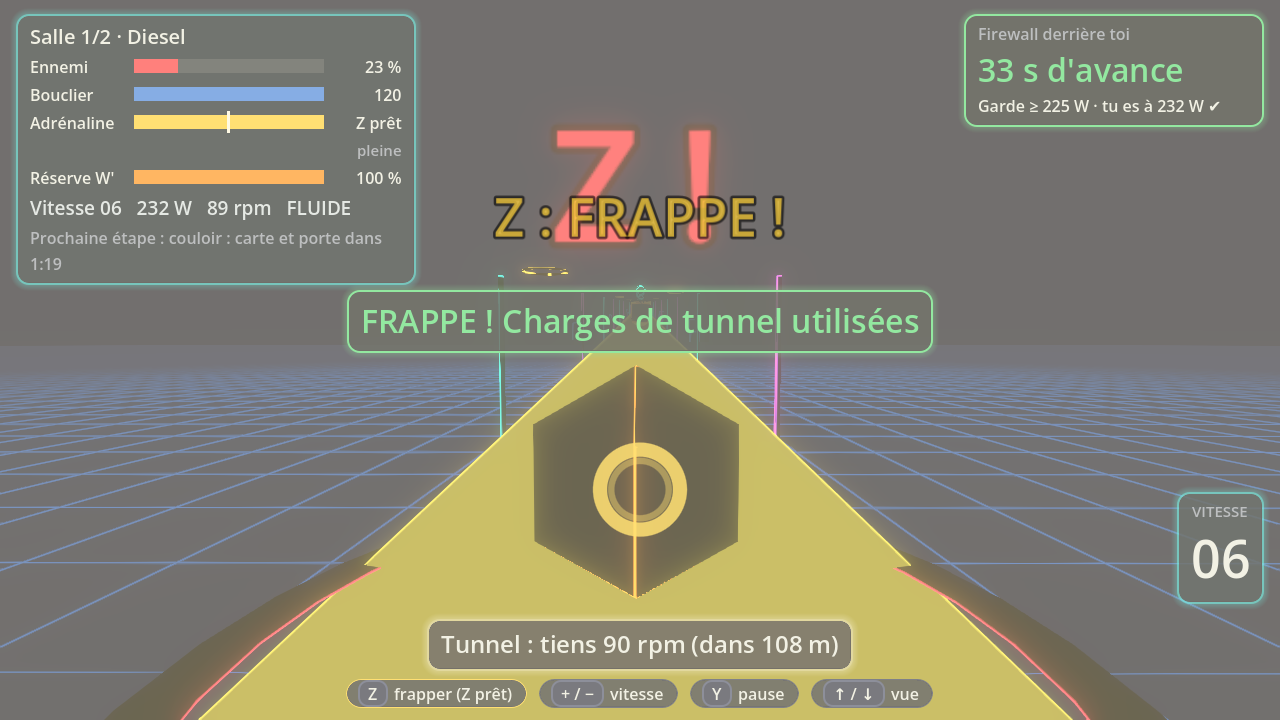 Salle 1/2 · Diesel
Ennemi 23 %
Bouclier 120
Adrénaline Z prêt
pleine
Réserve W' 100 %
Vitesse 06 232 W 89 rpm FLUIDE
Prochaine étape : couloir : carte et porte dans
1:19
Firewall derrière toi
33 s d'avance
Garde ≥ 225 W · tu es à 232 W ✔
Z !
Z : FRAPPE !
FRAPPE ! Charges de tunnel utilisées
VITESSE
06
Tunnel : tiens 90 rpm (dans 108 m)
Z frapper (Z prêt) + / − vitesse Y pause ↑ / ↓ vue